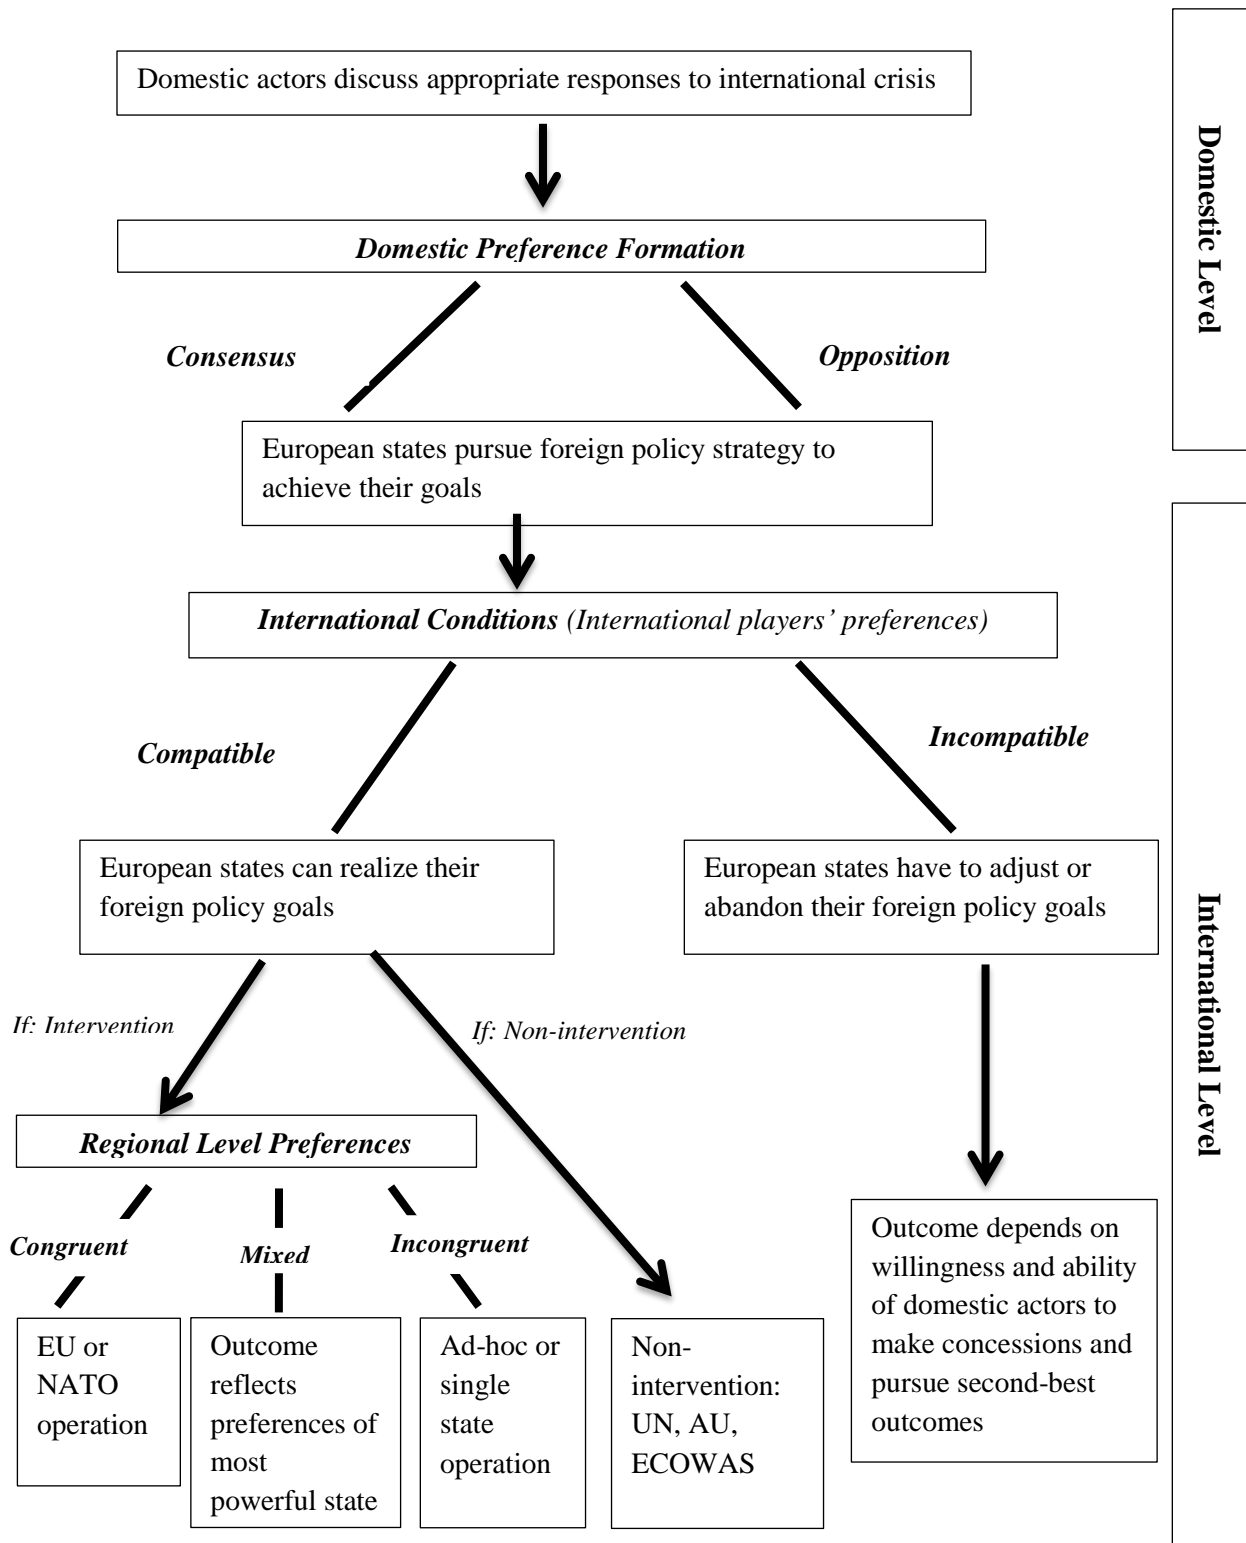 Domestic actors discuss appropriate responses to international crisis
Domestic Level
Domestic Preference Formation
Consensus
Opposition
European states pursue foreign policy strategy to
achieve their goals
International Conditions (International players' preferences)
Compatible
Incompatible
European states can realize their
foreign policy goals
European states have to adjust or
abandon their foreign policy goals
International Level
If: Intervention
If: Non-intervention
Regional Level Preferences
Congruent
Mixed
Incongruent
EU or
NATO
operation
Outcome
reflects
preferences of
most
powerful state
Ad-hoc or
single
state
operation
Non-
intervention:
UN, AU,
ECOWAS
Outcome depends on
willingness and ability
of domestic actors to
make concessions and
pursue second-best
outcomes